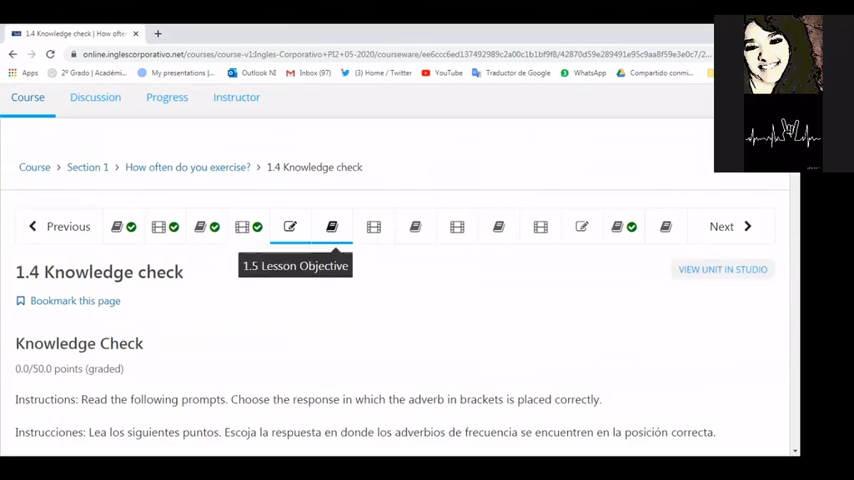 1.4 Knowledge check | How ofte
online.inglescorporativo.net/courses/course-v1:Ingles-Corporativo+PI2+05-2020/courseware/ee6ccc6ed137492989c2a00c1b1bf9f8/42870d59e289491e95c9aa8f59e3e0c7/2...
Apps 2º Grado | Académi... My presentations |... Outlook NI Inbox (97) (3) Home / Twitter YouTube Traductor de Google WhatsApp Compartido conmi...
Course Discussion Progress Instructor
Course > Section 1 > How often do you exercise? > 1.4 Knowledge check
Previous Next
1.5 Lesson Objective
1.4 Knowledge check VIEW UNIT IN STUDIO
Bookmark this page
Knowledge Check
0.0/50.0 points (graded)
Instructions: Read the following prompts. Choose the response in which the adverb in brackets is placed correctly.
Instrucciones: Lea los siguientes puntos. Escoja la respuesta en donde los adverbios de frecuencia se encuentren en la posición correcta.